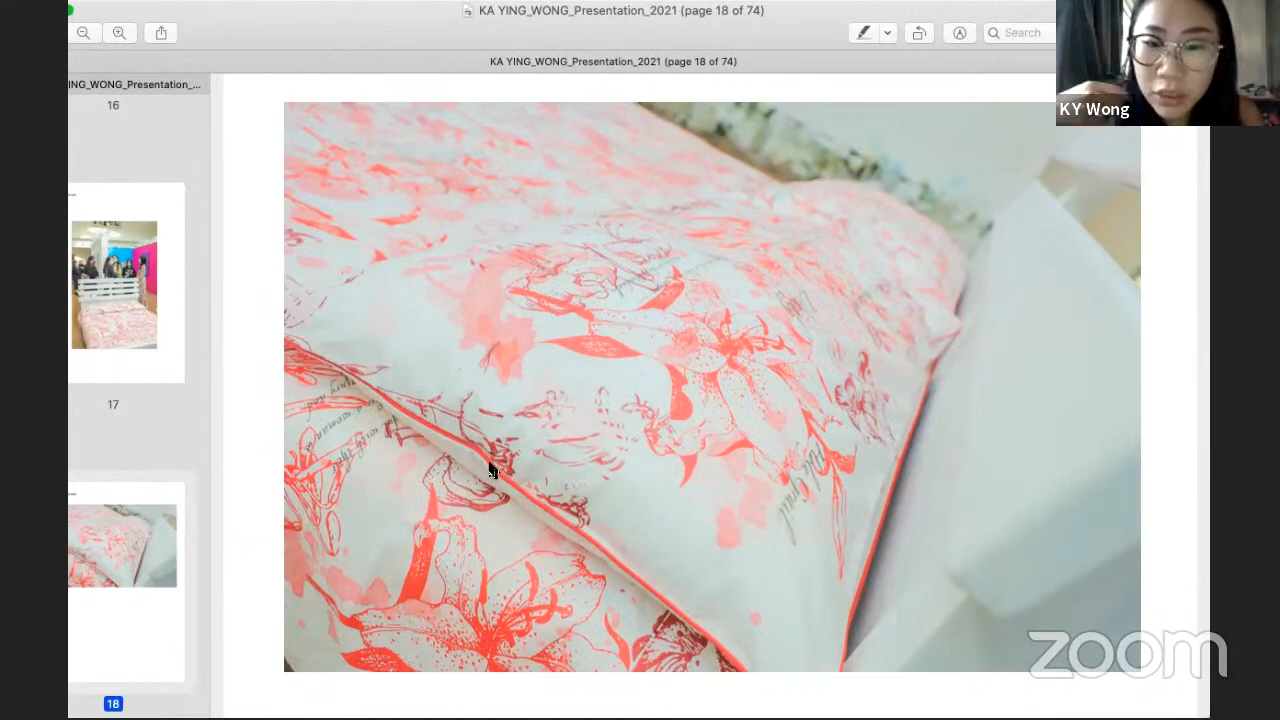 KA YING_WONG_Presentation_2021 (page 18 of 74)
Search
KA YING_WONG_Presentation_2021 (page 18 of 74)
ING_WONG_Presentation_...
16
17
18
KY Wong
zoom